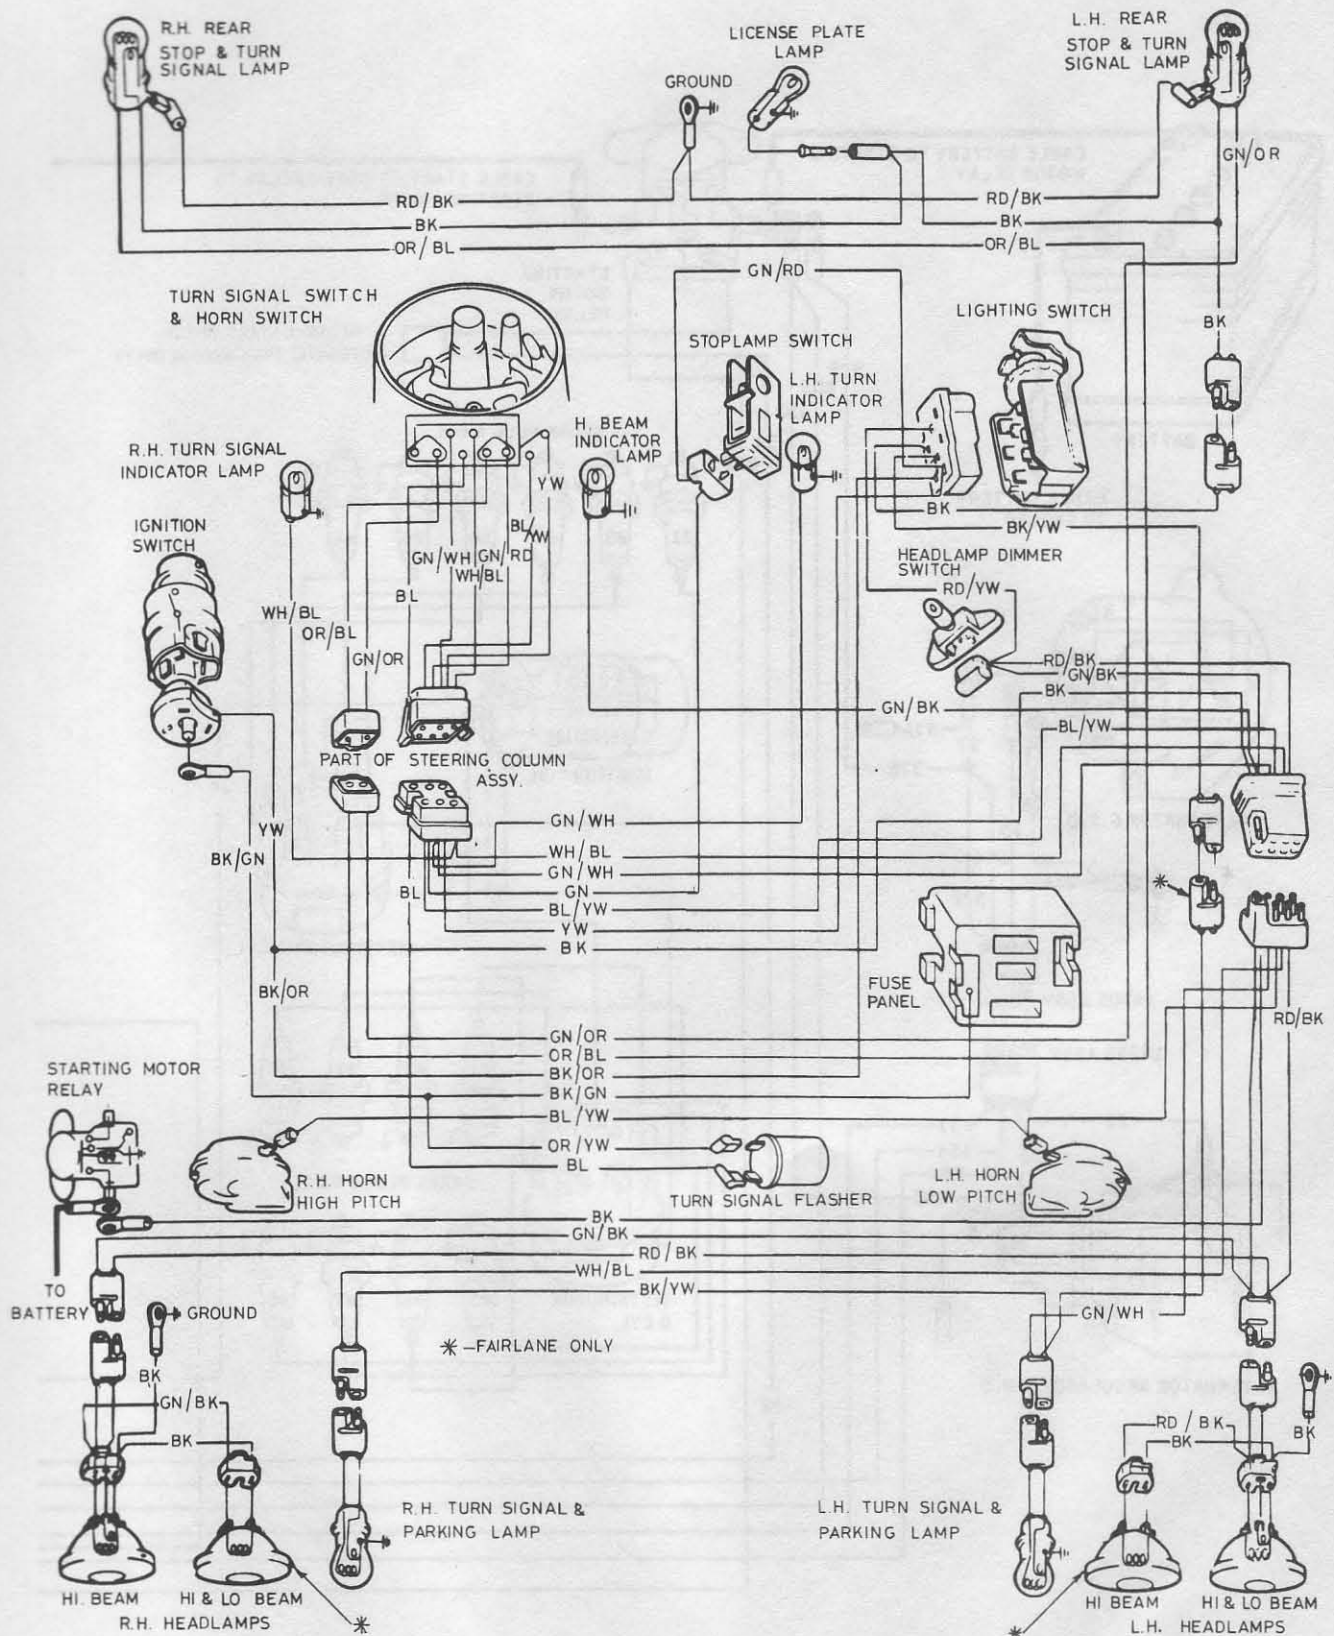 R.H. REAR
STOP & TURN
SIGNAL LAMP
LICENSE PLATE
LAMP
GROUND
L.H. REAR
STOP & TURN
SIGNAL LAMP
GN/OR
RD/BK
RD/BK
BK
BK
OR/BL
OR/BL
GN/RD
TURN SIGNAL SWITCH
& HORN SWITCH
LIGHTING SWITCH
BK
STOPLAMP SWITCH
L.H. TURN
INDICATOR
LAMP
H. BEAM
INDICATOR
LAMP
R.H. TURN SIGNAL
INDICATOR LAMP
YW
BK
IGNITION
SWITCH
BL/YW
BK/YW
GN/WH
GN/RD
WH/BL
HEADLAMP DIMMER
SWITCH
RD/YW
BL
WH/BL
OR/BL
GN/OR
RD/BK
GN/BK
BK
GN/BK
BL/YW
PART OF STEERING COLUMN
ASSY.
YW
GN/WH
BK/GN
WH/BL
GN/WH
BL
GN
BL/YW
YW
BK
*
FUSE
PANEL
BK/OR
RD/BK
GN/OR
OR/BL
BK/OR
BK/GN
BL/YW
STARTING MOTOR
RELAY
OR/YW
BL
R.H. HORN
HIGH PITCH
L.H. HORN
LOW PITCH
TURN SIGNAL FLASHER
BK
GN/BK
RD/BK
WH/BL
BK/YW
TO
BATTERY
GROUND
GN/WH
* –FAIRLANE ONLY
BK
GN/BK
BK
RD / BK
BK
BK
R.H. TURN SIGNAL &
PARKING LAMP
L.H. TURN SIGNAL &
PARKING LAMP
HI. BEAM
HI & LO BEAM
R.H. HEADLAMPS
*
HI BEAM
HI & LO BEAM
*
L.H. HEADLAMPS